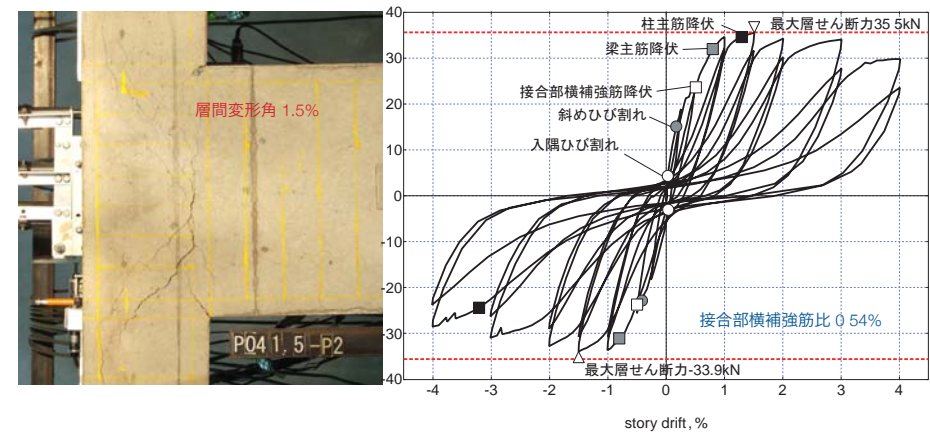 層間変形角 1.5%
PO4 1, 5-P2
柱主筋降伏
最大層せん断力35 5kN
梁主筋降伏
接合部横補強筋降伏
斜めひび割れ
入隅ひび割れ
接合部横補強筋比 0 54%
最大層せん断力-33.9kN
40
30
20
10
0
-10
-20
-30
-40
-4
-3
-2
-1
0
1
2
3
4
story drift, %